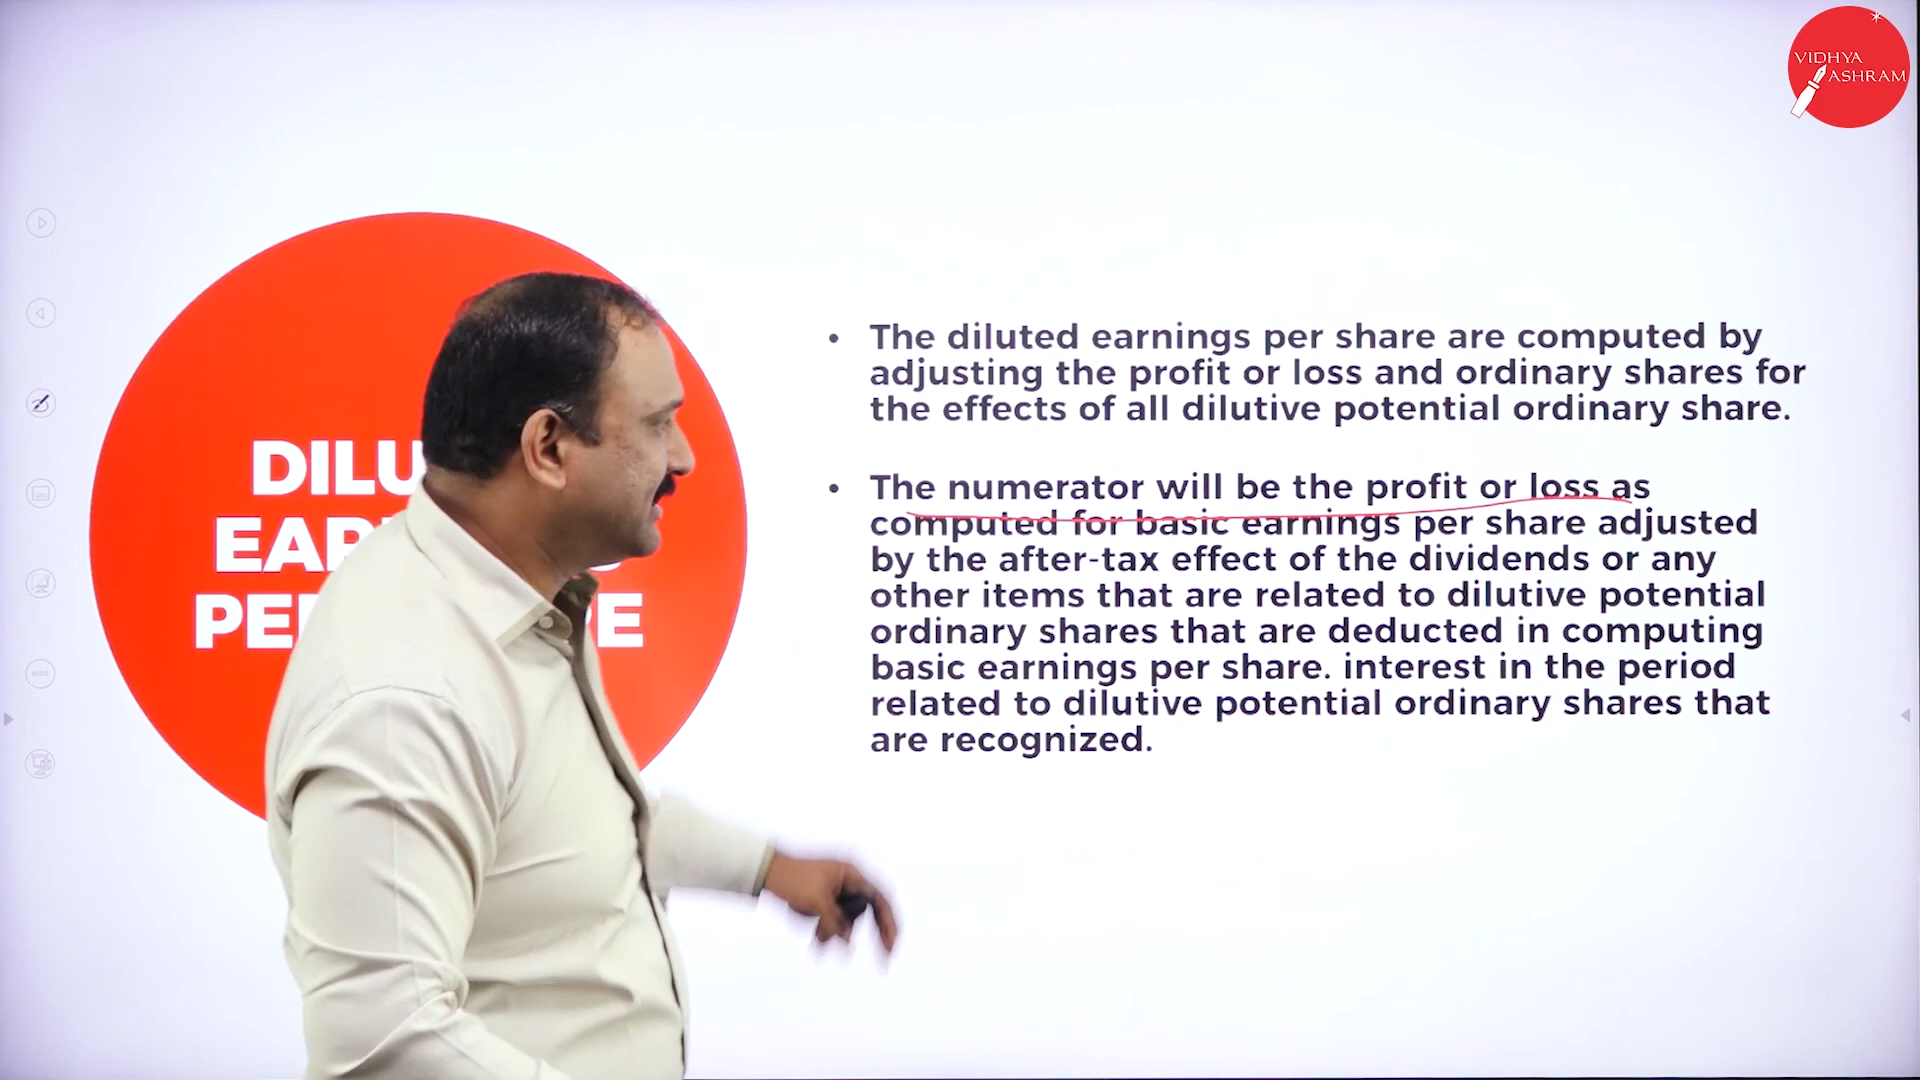 VIDHYA
ASHRAM
The diluted earnings per share are computed by
adjusting the profit or loss and ordinary shares for
the effects of all dilutive potential ordinary share.
The numerator will be the profit or loss as
computed for basic earnings per share adjusted
by the after-tax effect of the dividends or any
other items that are related to dilutive potential
ordinary shares that are deducted in computing
basic earnings per share. interest in the period
related to dilutive potential ordinary shares that
are recognized.